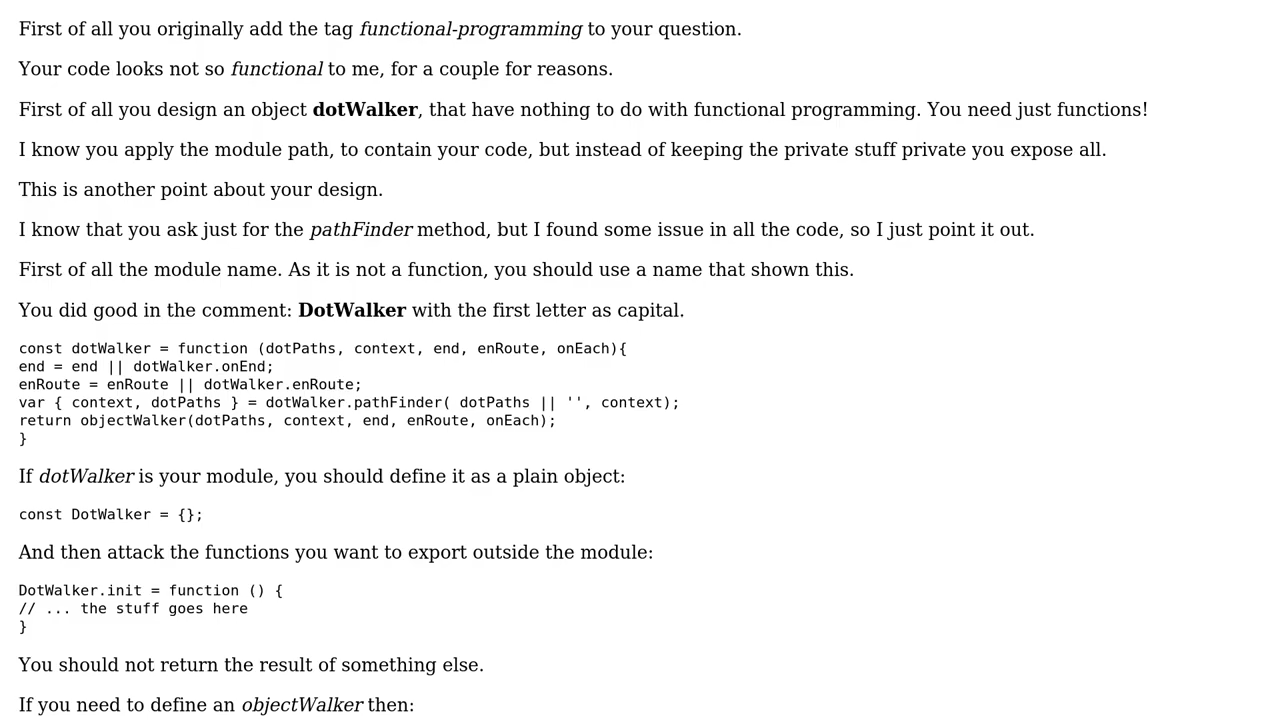 First of all you originally add the tag functional-programming to your question.
Your code looks not so functional to me, for a couple for reasons.
First of all you design an object dotWalker, that have nothing to do with functional programming. You need just functions!
I know you apply the module path, to contain your code, but instead of keeping the private stuff private you expose all.
This is another point about your design.
I know that you ask just for the pathFinder method, but I found some issue in all the code, so I just point it out.
First of all the module name. As it is not a function, you should use a name that shown this.
You did good in the comment: DotWalker with the first letter as capital.
const dotWalker = function (dotPaths, context, end, enRoute, onEach){
end = end || dotWalker.onEnd;
enRoute = enRoute || dotWalker.enRoute;
var { context, dotPaths } = dotWalker.pathFinder( dotPaths || '', context);
return objectWalker(dotPaths, context, end, enRoute, onEach);
}
If dotWalker is your module, you should define it as a plain object:
const DotWalker = {};
And then attack the functions you want to export outside the module:
DotWalker.init = function () {
// ... the stuff goes here
}
You should not return the result of something else.
If you need to define an objectWalker then: